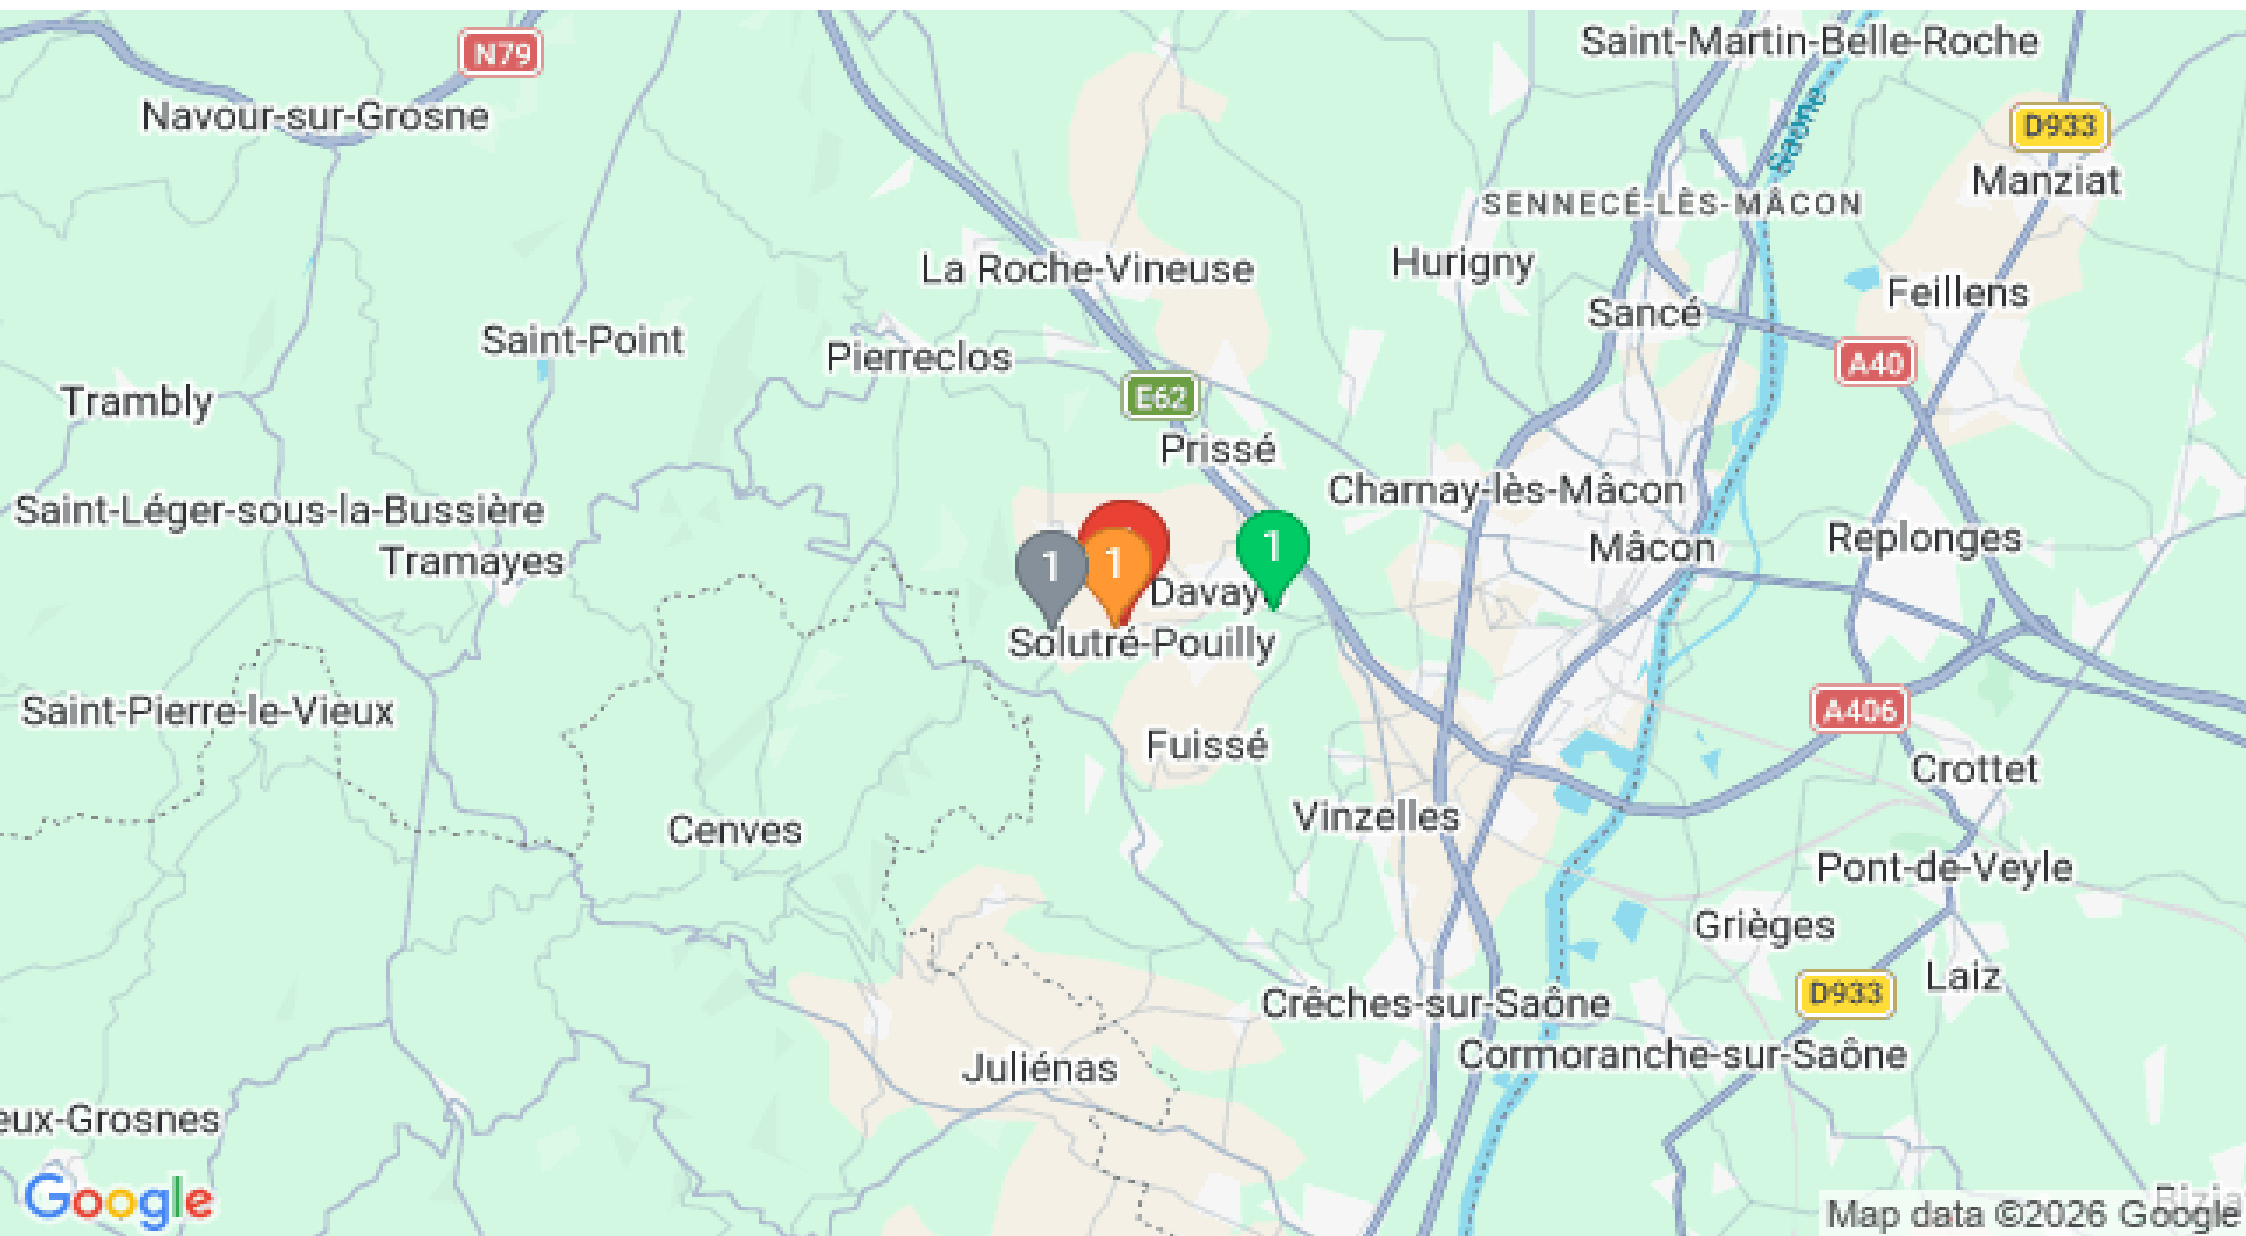 Saint-Martin-Belle-Roche
N79
Navour-sur-Grosne
Saône
D933
Manziat
SENNECÉ-LÈS-MÂCON
La Roche-Vineuse
Hurigny
Feillens
Sancé
Saint-Point
Pierreclos
A40
Trambly
E62
Prissé
Charnay-lès-Mâcon
Saint-Léger-sous-la-Bussière
Tramayes
1
1
1
Mâcon
Replonges
Davay
Solutré-Pouilly
Saint-Pierre-le-Vieux
A406
Fuissé
Crottet
Vinzelles
Cenves
Pont-de-Veyle
Grièges
Laiz
D933
Crêches-sur-Saône
Cormoranche-sur-Saône
Juliénas
eux-Grosnes
Google
Bizia
Map data ©2026 Google